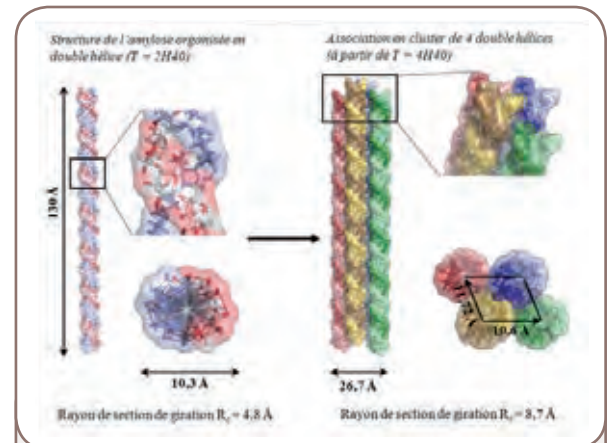 Structure de l'amylose organisée en
double hélice (T = 2H40)
130 Å
10,3 Å
Rayon de section de giration Rc = 4,8 Å
Association en cluster de 4 double hélices
(à partir de T = 4H40)
10,6 Å
26,7 Å
Rayon de section de giration Rc = 8,7 Å